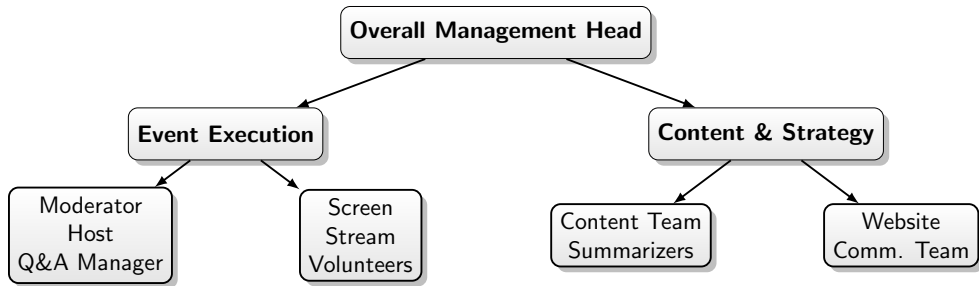 Overall Management Head
Event Execution
Content & Strategy
Moderator
Host
Q&A Manager
Screen
Stream
Volunteers
Content Team
Summarizers
Website
Comm. Team